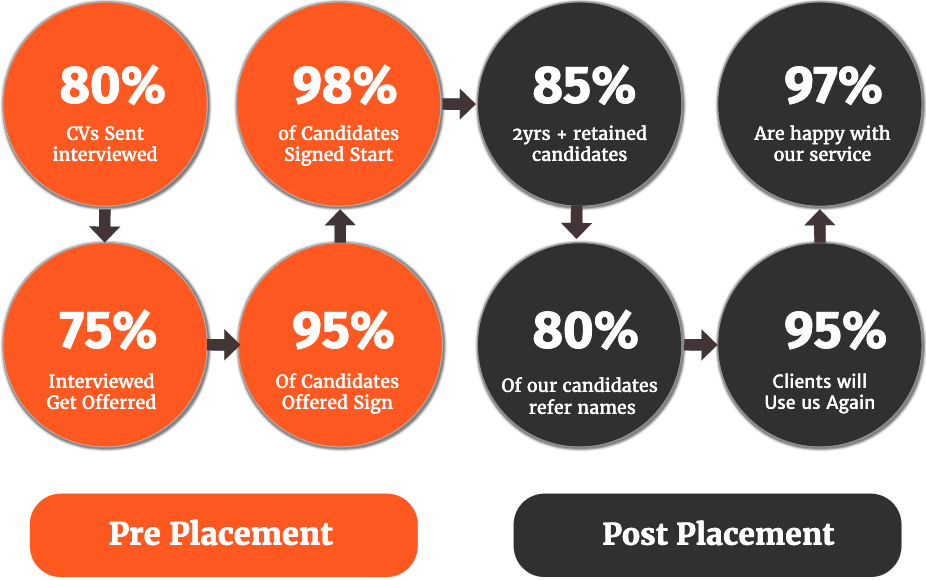 80%
CVs Sent
interviewed
75%
Interviewed
Get Offerred
95%
Of Candidates
Offered Sign
98%
of Candidates
Signed Start
85%
2yrs + retained
candidates
80%
Of our candidates
refer names
95%
Clients will
Use us Again
97%
Are happy with
our service
Pre Placement
Post Placement